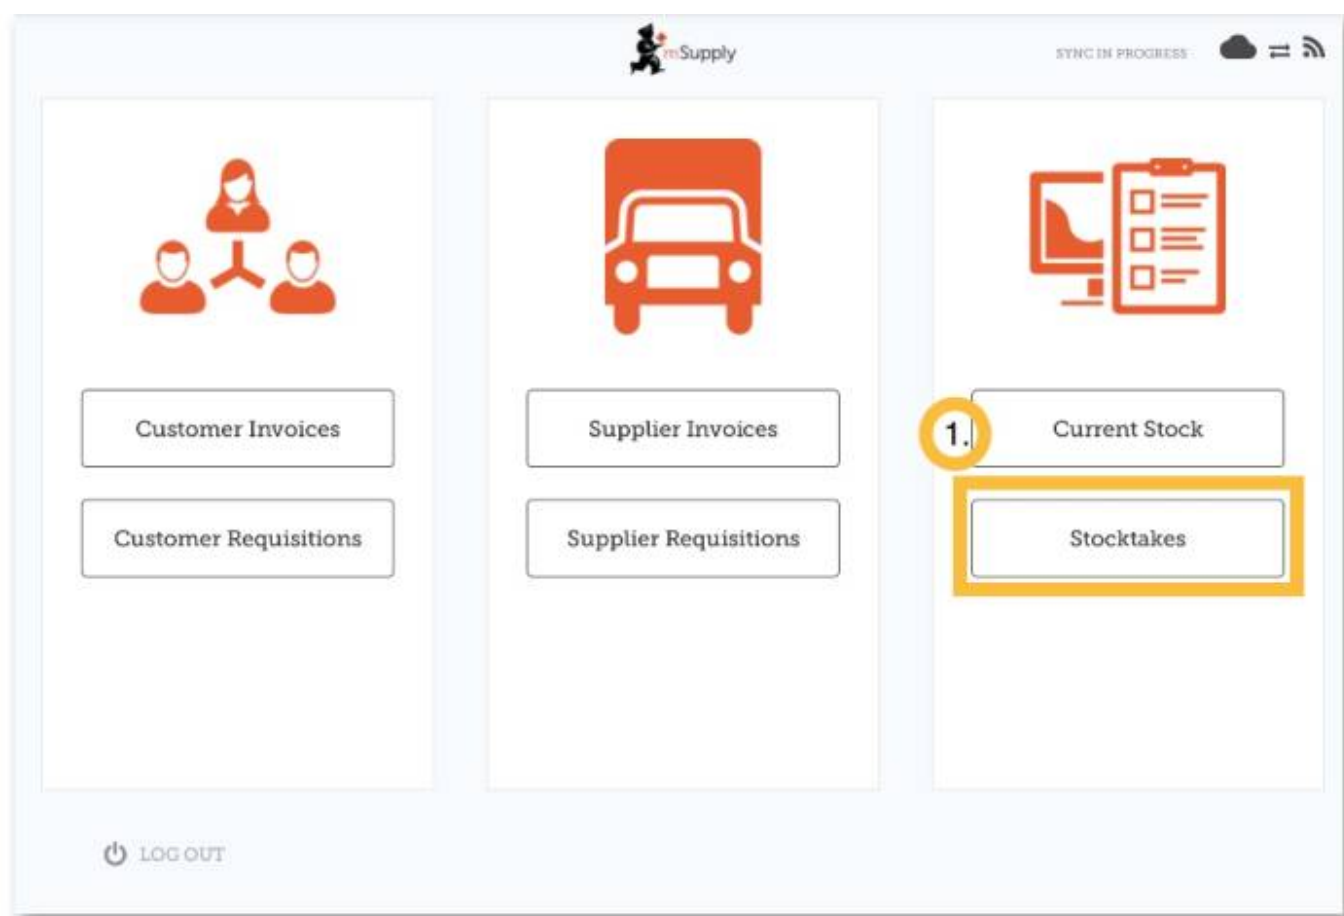 mSupply
SYNC IN PROGRESS
Customer Invoices
Customer Requisitions
Supplier Invoices
Supplier Requisitions
1.
Current Stock
Stocktakes
LOG OUT